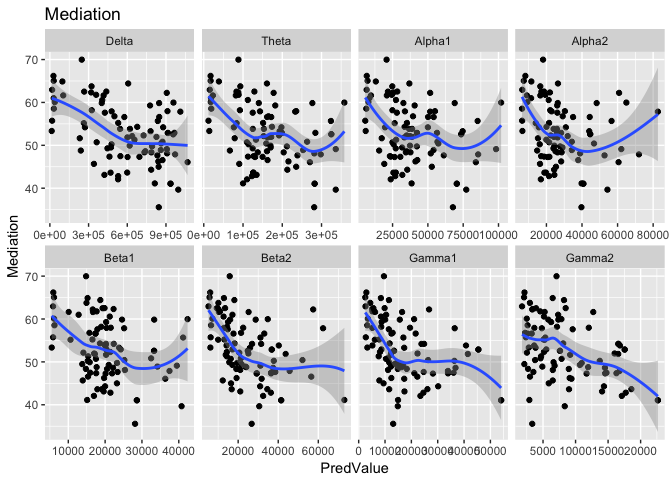 Mediation
Delta Theta Alpha1 Alpha2
70
60
50
40
0e+00 3e+05 6e+05 9e+05 0e+00 1e+05 2e+05 3e+05 25000 50000 75000 100000 20000 40000 60000 80000
Mediation
Beta1 Beta2 Gamma1 Gamma2
70
60
50
40
10000 20000 30000 40000 20000 40000 60000 0 10000 20000 30000 40000 50000 5000 10000 15000 20000
PredValue